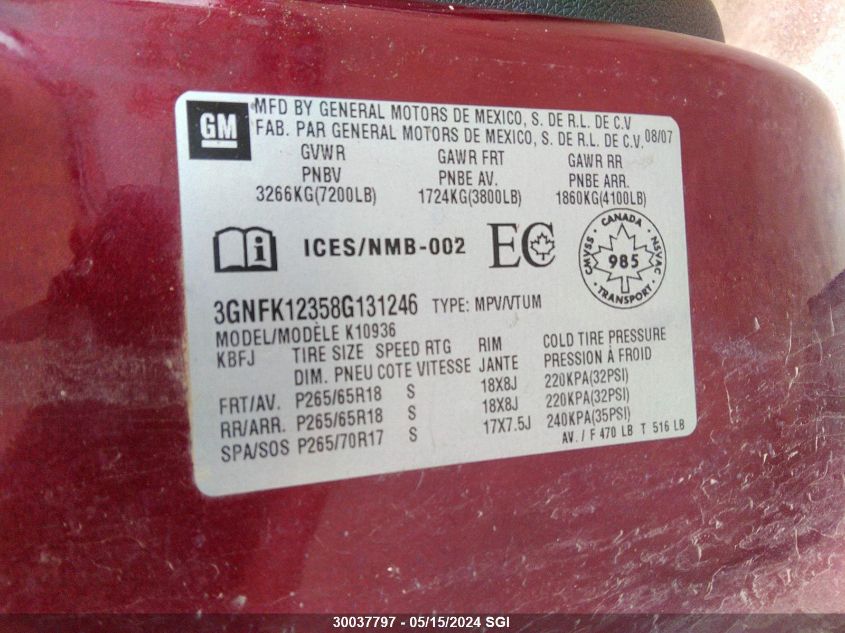 GM
MFD BY GENERAL MOTORS DE MEXICO, S. DE R.L. DE C.V
FAB. PAR GENERAL MOTORS DE MEXICO, S. DE R.L. DE C.V. 08/07
GVWR GAWR FRT GAWR RR
PNBV PNBE AV. PNBE ARR.
3266KG(7200LB) 1724KG(3800LB) 1860KG(4100LB)
i ICES/NMB-002 EC CANADA CMVSS NSVAC 985 TRANSPORT
3GNFK12358G131246 TYPE: MPV/VTUM
MODEL/MODÈLE K10936
KBFJ TIRE SIZE SPEED RTG RIM COLD TIRE PRESSURE
DIM. PNEU COTE VITESSE JANTE PRESSION À FROID
FRT/AV. P265/65R18 S 18X8J 220KPA(32PSI)
RR/ARR. P265/65R18 S 18X8J 220KPA(32PSI)
SPA/SOS P265/70R17 S 17X7.5J 240KPA(35PSI)
AV. / F 470 LB T 516 LB
30037797 - 05/15/2024 SGI